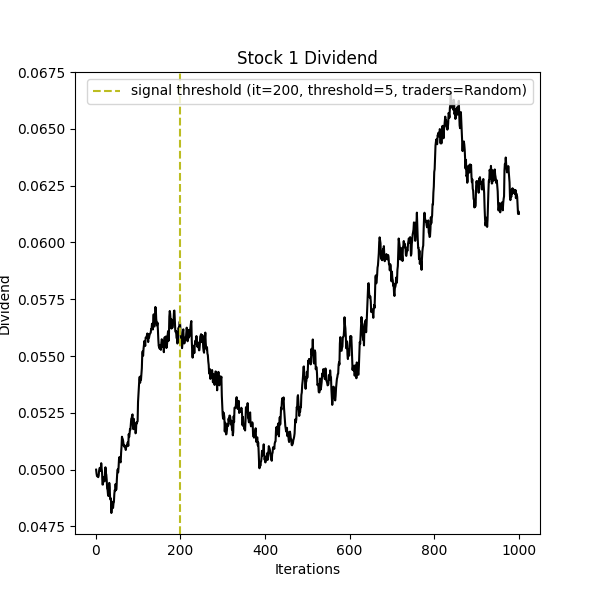 Stock 1 Dividend
signal threshold (it=200, threshold=5, traders=Random)
0.0675
0.0650
0.0625
0.0600
0.0575
0.0550
0.0525
0.0500
0.0475
Dividend
0 200 400 600 800 1000
Iterations